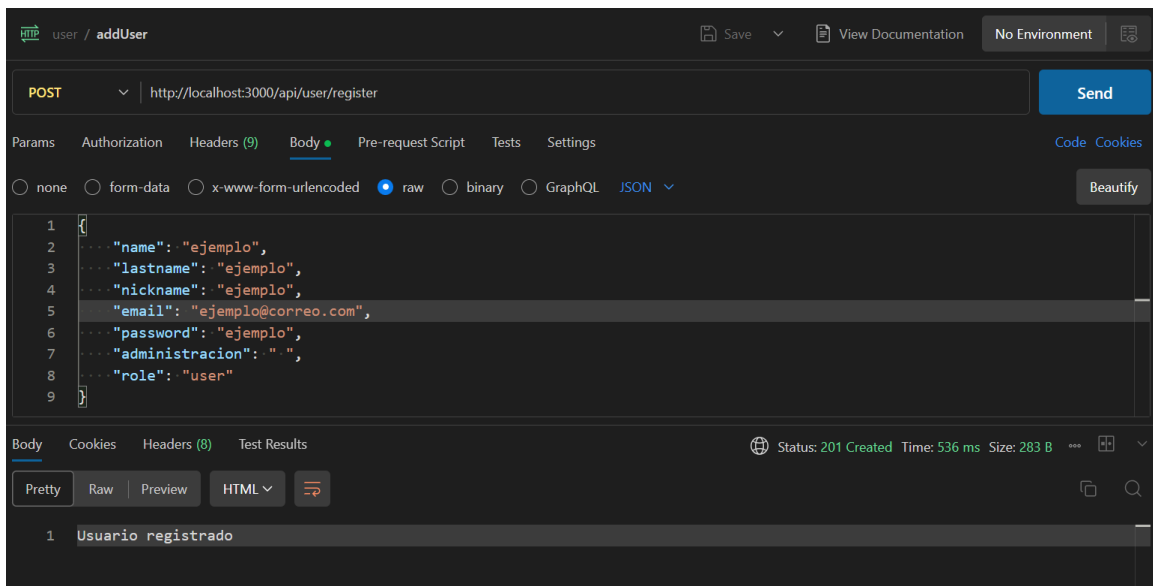 HTTP user / addUser Save View Documentation No Environment
POST http://localhost:3000/api/user/register Send
Params Authorization Headers (9) Body Pre-request Script Tests Settings Code Cookies
none form-data x-www-form-urlencoded raw binary GraphQL JSON Beautify
1 {
2 ····"name":·"ejemplo",
3 ····"lastname":·"ejemplo",
4 ····"nickname":·"ejemplo",
5 ····"email": "ejemplo@correo.com",
6 ····"password":·"ejemplo",
7 ····"administracion":·"·",
8 ····"role":·"user"
9 }
Body Cookies Headers (8) Test Results Status: 201 Created Time: 536 ms Size: 283 B
Pretty Raw Preview HTML
1 Usuario registrado